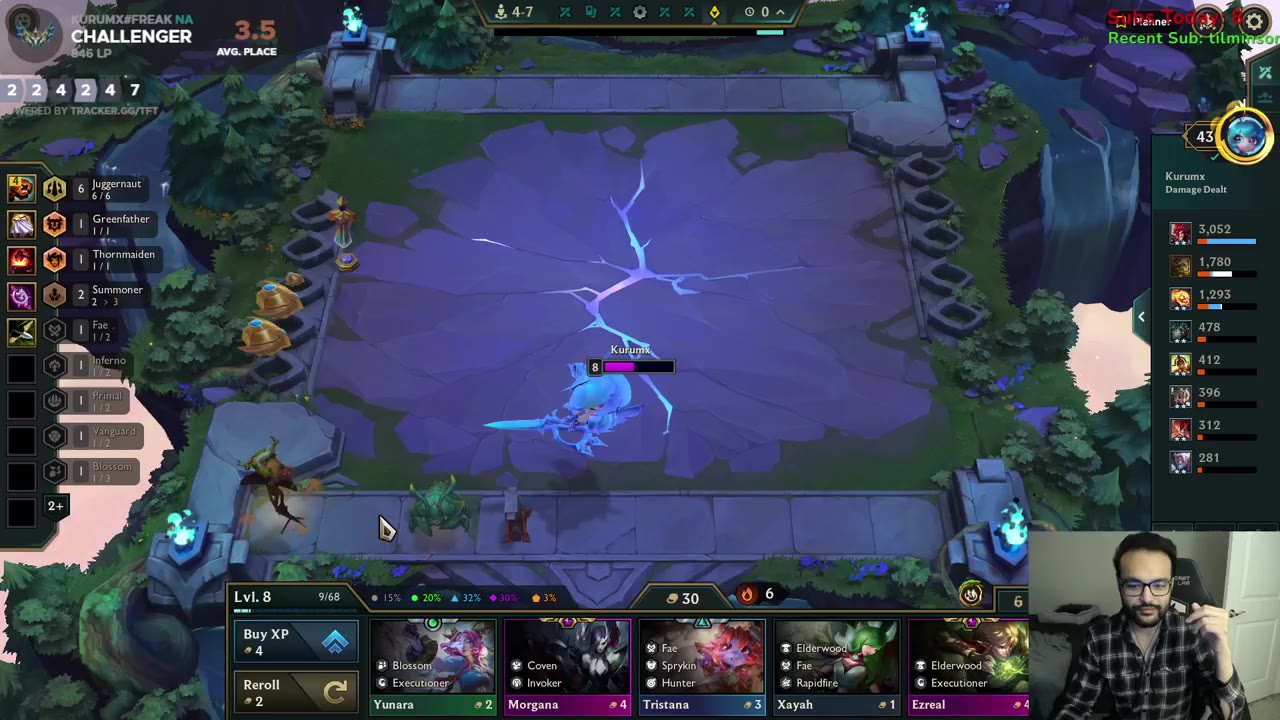 KURUMX#FREAK NA
CHALLENGER
846 LP
3.5
AVG. PLACE
2 2 4 2 4 7
WERED BY TRACKER.GG/TFT
4-7
0
Subs Today: 8
Planner
Recent Sub: tilminson
43
Kurumx
Damage Dealt
3,052
1,780
1,293
478
412
396
312
281
6 Juggernaut
6 / 6
1 Greenfather
1 / 1
1 Thornmaiden
1 / 1
2 Summoner
2 > 3
1 Fae
1 / 2
1 Inferno
1 / 2
1 Primal
1 / 2
1 Vanguard
1 / 2
1 Blossom
1 / 3
2+
Kurumx
8
Lvl. 8 9/68
15% 20% 32% 30% 3%
30
6
6
Buy XP
4
Reroll
2
Blossom
Executioner
Yunara 2
Coven
Invoker
Morgana 4
Fae
Sprykin
Hunter
Tristana 3
Elderwood
Fae
Rapidfire
Xayah 1
Elderwood
Executioner
Ezreal 4